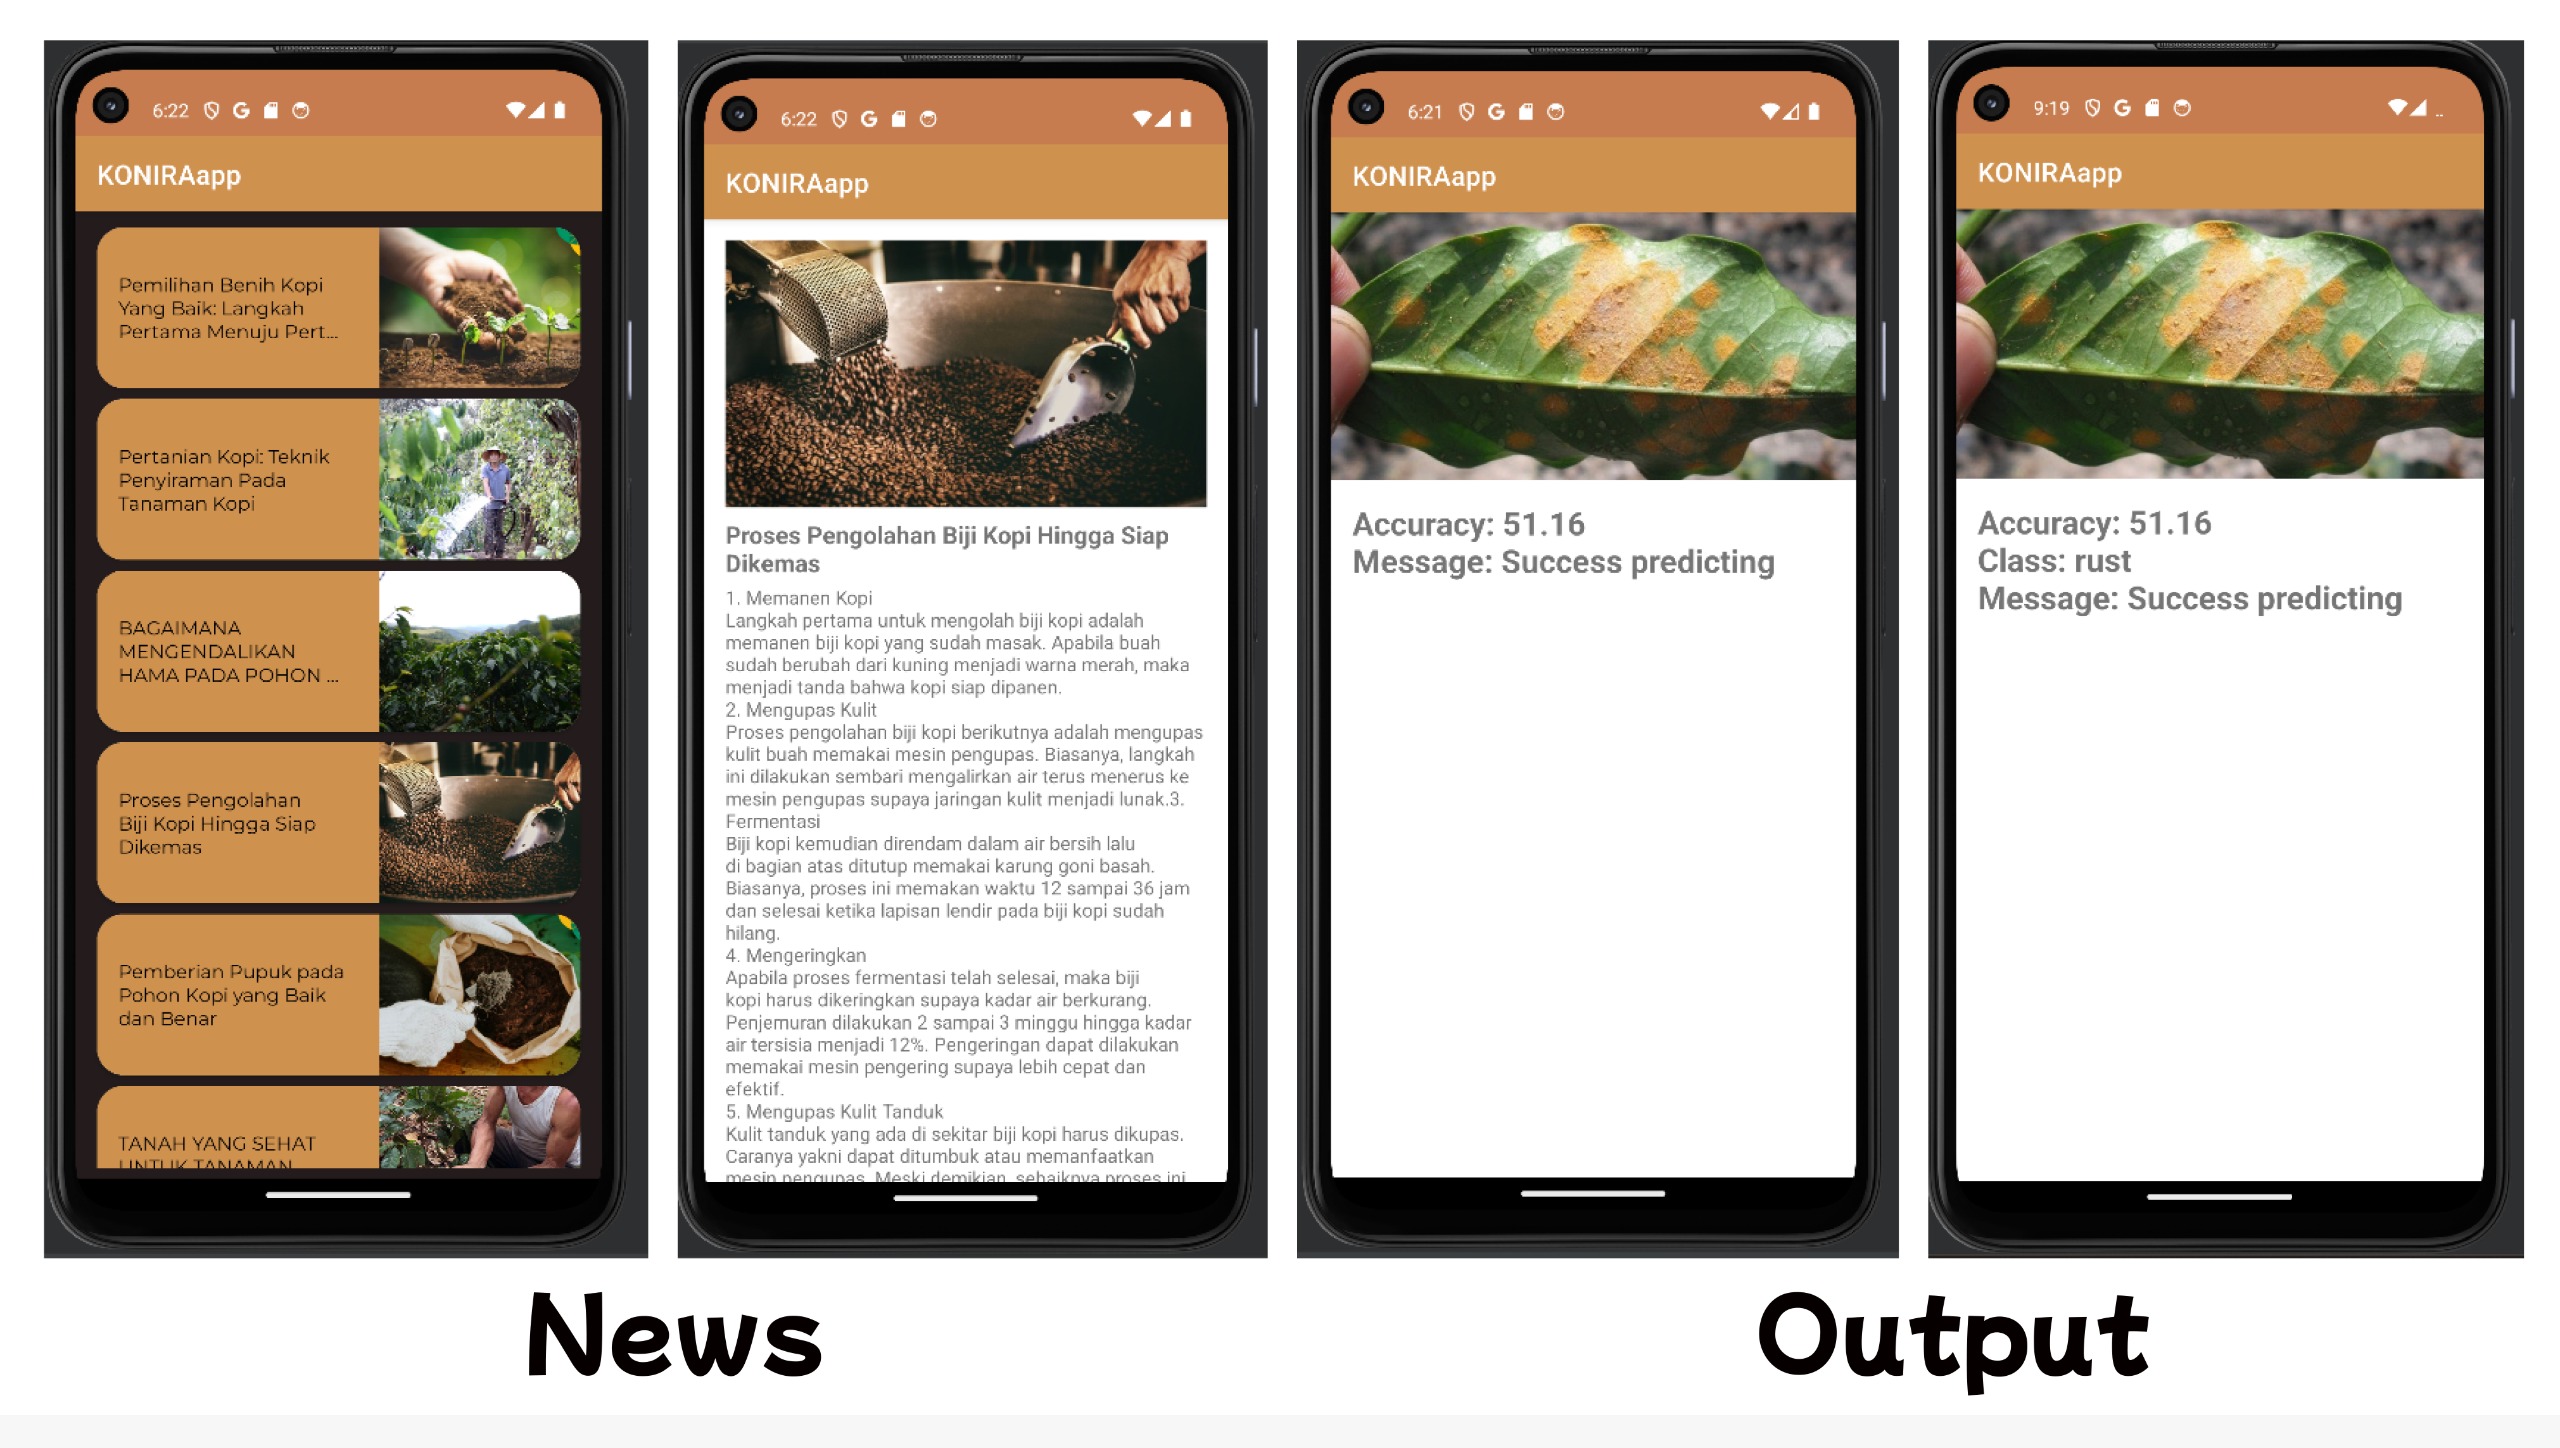 6:22
KONIRAapp
Pemilihan Benih Kopi
Yang Baik: Langkah
Pertama Menuju Pert...
Pertanian Kopi: Teknik
Penyiraman Pada
Tanaman Kopi
BAGAIMANA
MENGENDALIKAN
HAMA PADA POHON ...
Proses Pengolahan
Biji Kopi Hingga Siap
Dikemas
Pemberian Pupuk pada
Pohon Kopi yang Baik
dan Benar
TANAH YANG SEHAT
UNTUK TANAMAN
6:22
KONIRAapp
Proses Pengolahan Biji Kopi Hingga Siap
Dikemas
1. Memanen Kopi
Langkah pertama untuk mengolah biji kopi adalah
memanen biji kopi yang sudah masak. Apabila buah
sudah berubah dari kuning menjadi warna merah, maka
menjadi tanda bahwa kopi siap dipanen.
2. Mengupas Kulit
Proses pengolahan biji kopi berikutnya adalah mengupas
kulit buah memakai mesin pengupas. Biasanya, langkah
ini dilakukan sembari mengalirkan air terus menerus ke
mesin pengupas supaya jaringan kulit menjadi lunak.3.
Fermentasi
Biji kopi kemudian direndam dalam air bersih lalu
di bagian atas ditutup memakai karung goni basah.
Biasanya, proses ini memakan waktu 12 sampai 36 jam
dan selesai ketika lapisan lendir pada biji kopi sudah
hilang.
4. Mengeringkan
Apabila proses fermentasi telah selesai, maka biji
kopi harus dikeringkan supaya kadar air berkurang.
Penjemuran dilakukan 2 sampai 3 minggu hingga kadar
air tersisia menjadi 12%. Pengeringan dapat dilakukan
memakai mesin pengering supaya lebih cepat dan
efektif.
5. Mengupas Kulit Tanduk
Kulit tanduk yang ada di sekitar biji kopi harus dikupas.
Caranya yakni dapat ditumbuk atau memanfaatkan
mesin pengupas. Meski demikian, sebaiknya proses ini
6:21
KONIRAapp
Accuracy: 51.16
Message: Success predicting
9:19
KONIRAapp
Accuracy: 51.16
Class: rust
Message: Success predicting
News
Output